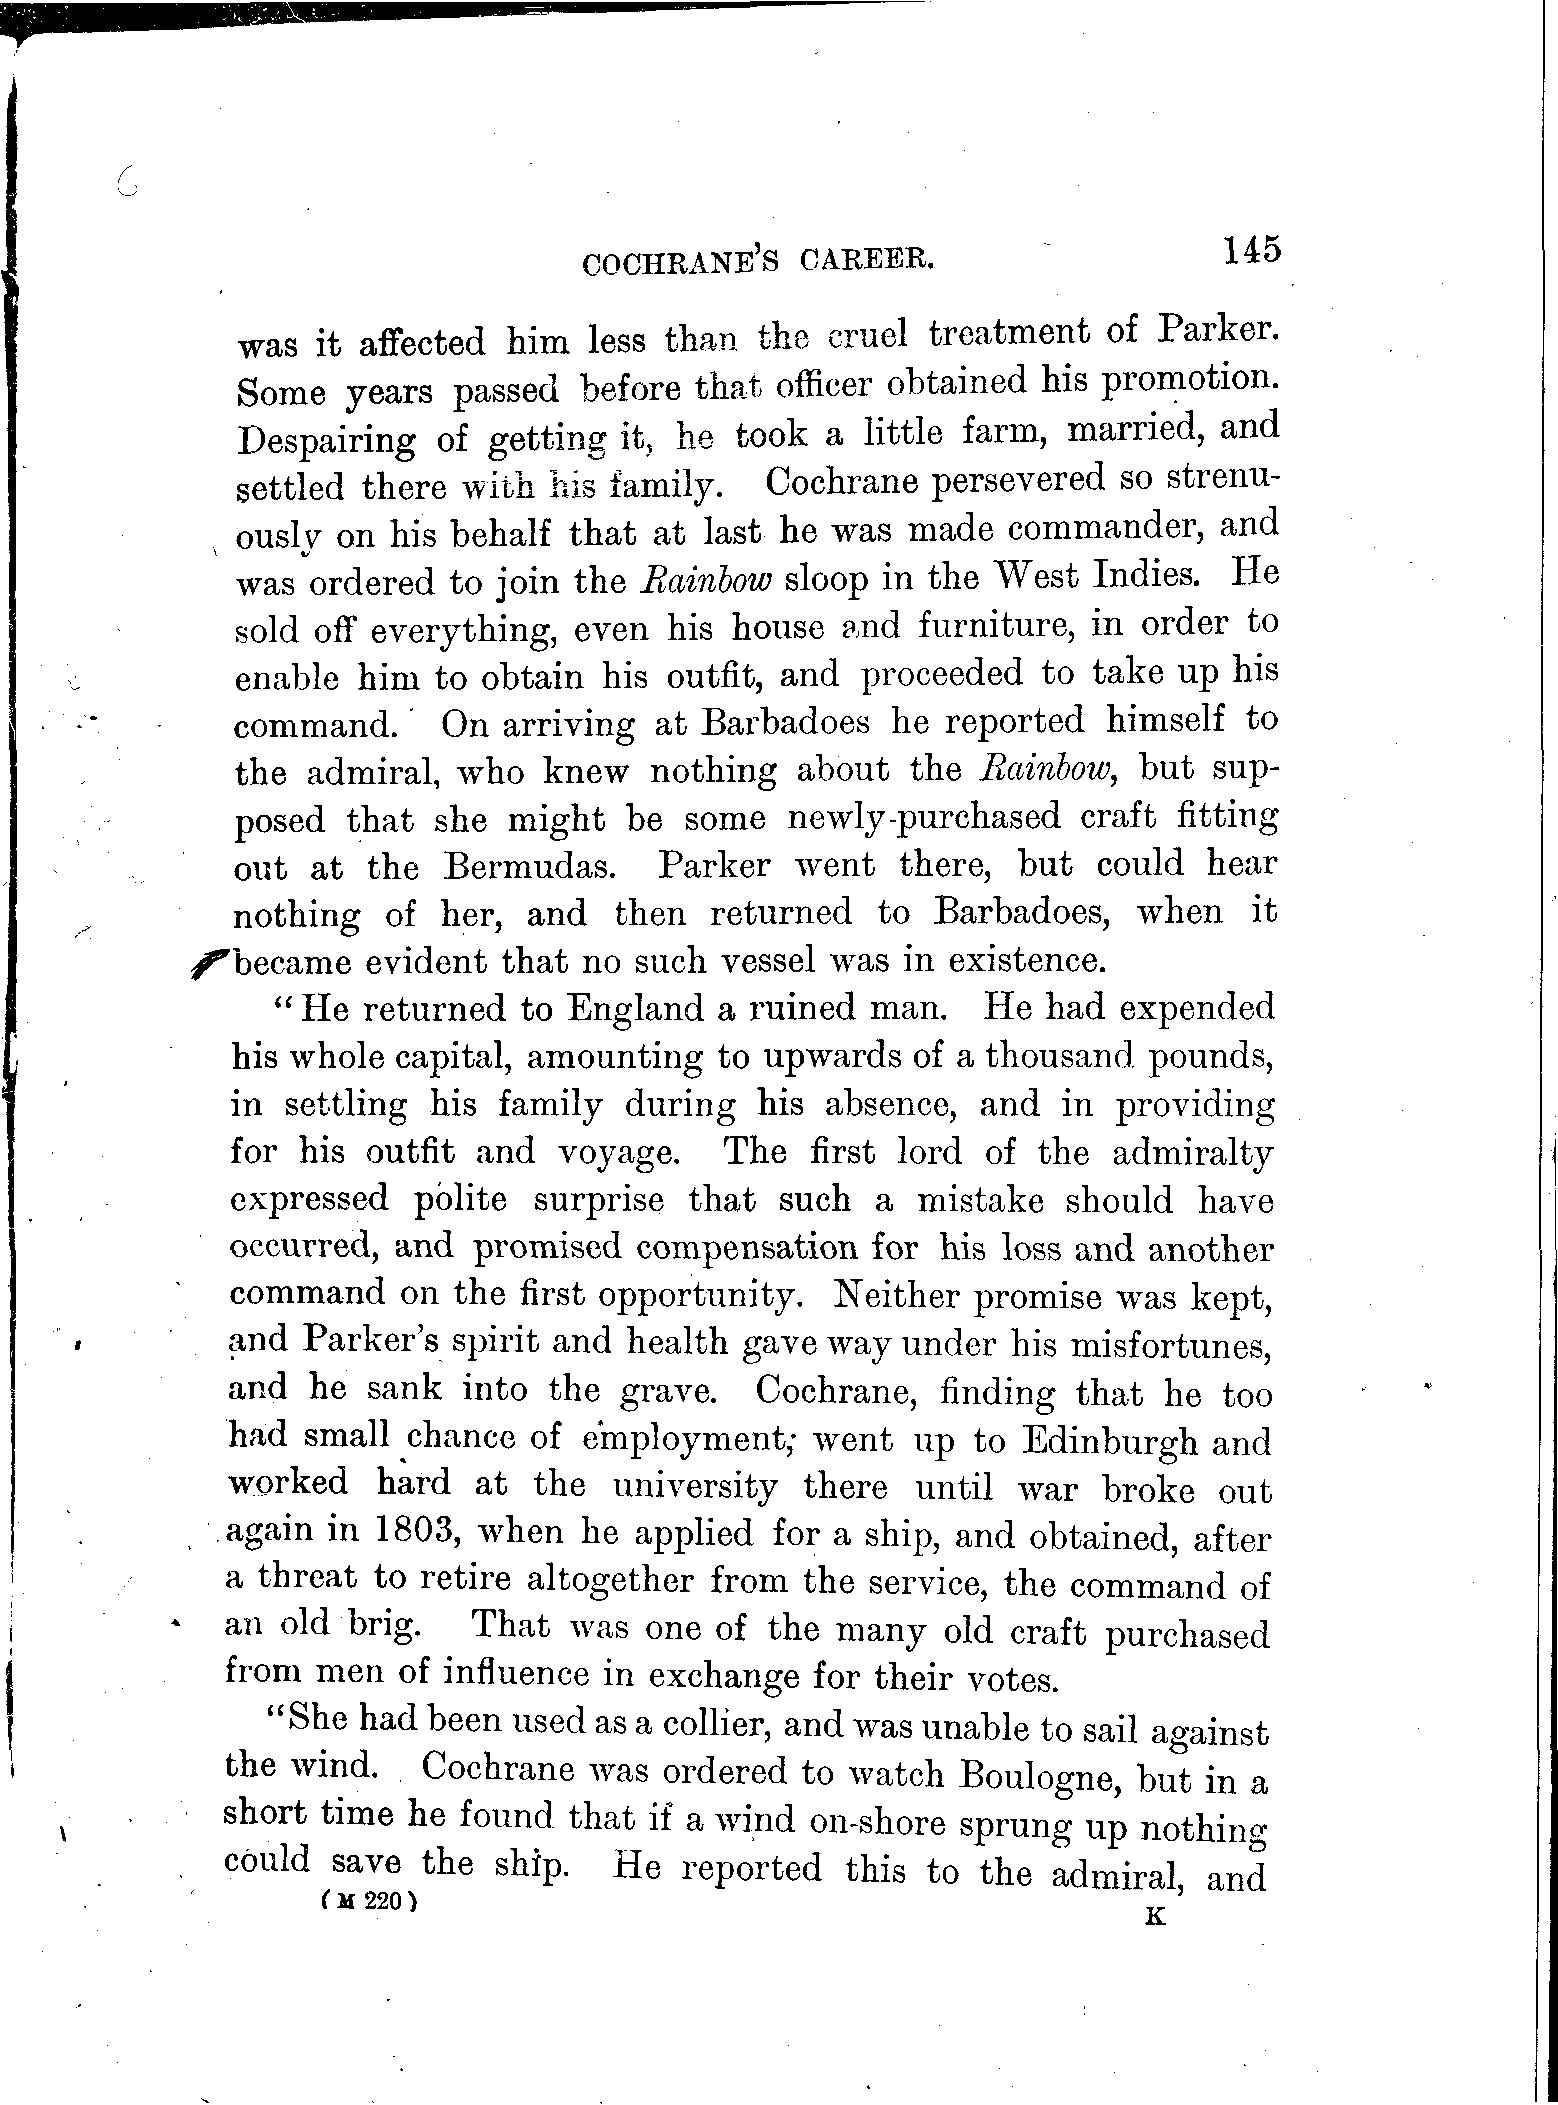 COCHRANE'S CAREER. 145
was it affected him less than the cruel treatment of Parker.
Some years passed before that officer obtained his promotion.
Despairing of getting it, he took a little farm, married, and
settled there with his family. Cochrane persevered so strenu-
ously on his behalf that at last he was made commander, and
was ordered to join the Rainbow sloop in the West Indies. He
sold off everything, even his house and furniture, in order to
enable him to obtain his outfit, and proceeded to take up his
command. On arriving at Barbadoes he reported himself to
the admiral, who knew nothing about the Rainbow, but sup-
posed that she might be some newly-purchased craft fitting
out at the Bermudas. Parker went there, but could hear
nothing of her, and then returned to Barbadoes, when it
became evident that no such vessel was in existence.
"He returned to England a ruined man. He had expended
his whole capital, amounting to upwards of a thousand pounds,
in settling his family during his absence, and in providing
for his outfit and voyage. The first lord of the admiralty
expressed polite surprise that such a mistake should have
occurred, and promised compensation for his loss and another
command on the first opportunity. Neither promise was kept,
and Parker's spirit and health gave way under his misfortunes,
and he sank into the grave. Cochrane, finding that he too
had small chance of employment, went up to Edinburgh and
worked hard at the university there until war broke out
again in 1803, when he applied for a ship, and obtained, after
a threat to retire altogether from the service, the command of
an old brig. That was one of the many old craft purchased
from men of influence in exchange for their votes.
"She had been used as a collier, and was unable to sail against
the wind. Cochrane was ordered to watch Boulogne, but in a
short time he found that if a wind on-shore sprung up nothing
could save the ship. He reported this to the admiral, and
(M 220) K